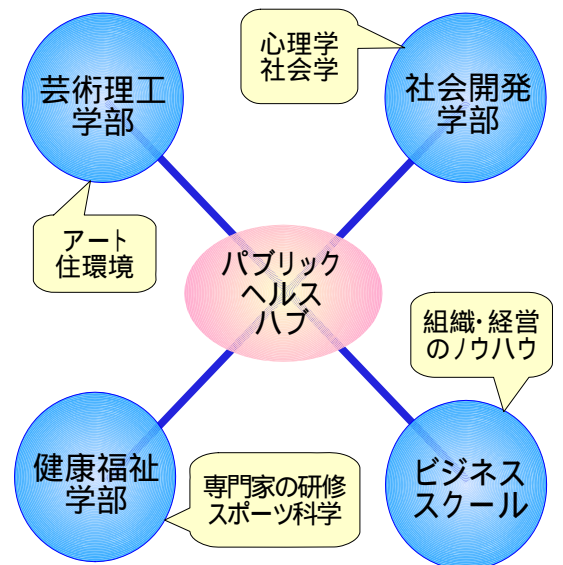 心理学
社会学
芸術理工
学部
社会開発
学部
アート
住環境
パブリック
ヘルス
ハブ
組織・経営
のノウハウ
健康福祉
学部
専門家の研修
スポーツ科学
ビジネス
スクール